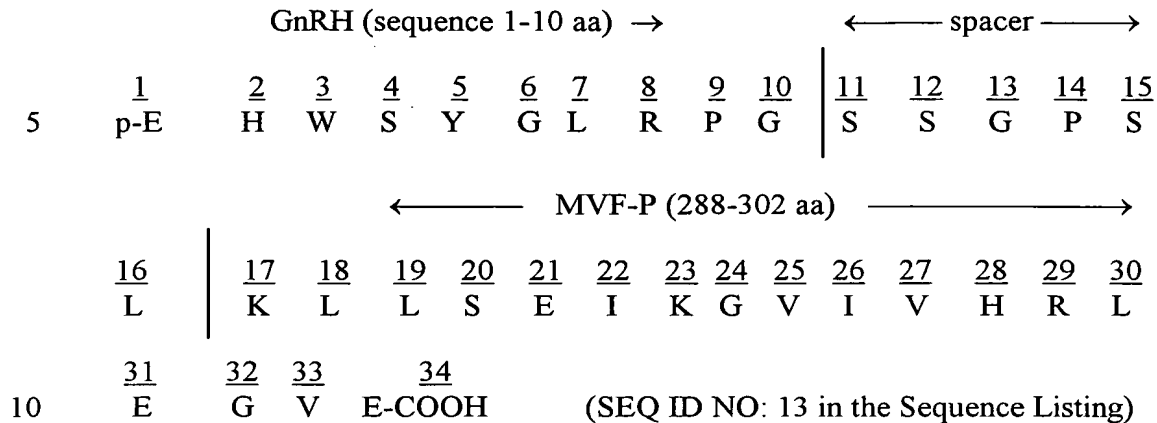 GnRH (sequence 1-10 aa) → ← spacer →
1 2 3 4 5 6 7 8 9 10 11 12 13 14 15
5 p-E H W S Y G L R P G S S G P S
← MVF-P (288-302 aa) →
16 17 18 19 20 21 22 23 24 25 26 27 28 29 30
L K L L S E I K G V I V H R L
31 32 33 34
10 E G V E-COOH (SEQ ID NO: 13 in the Sequence Listing)